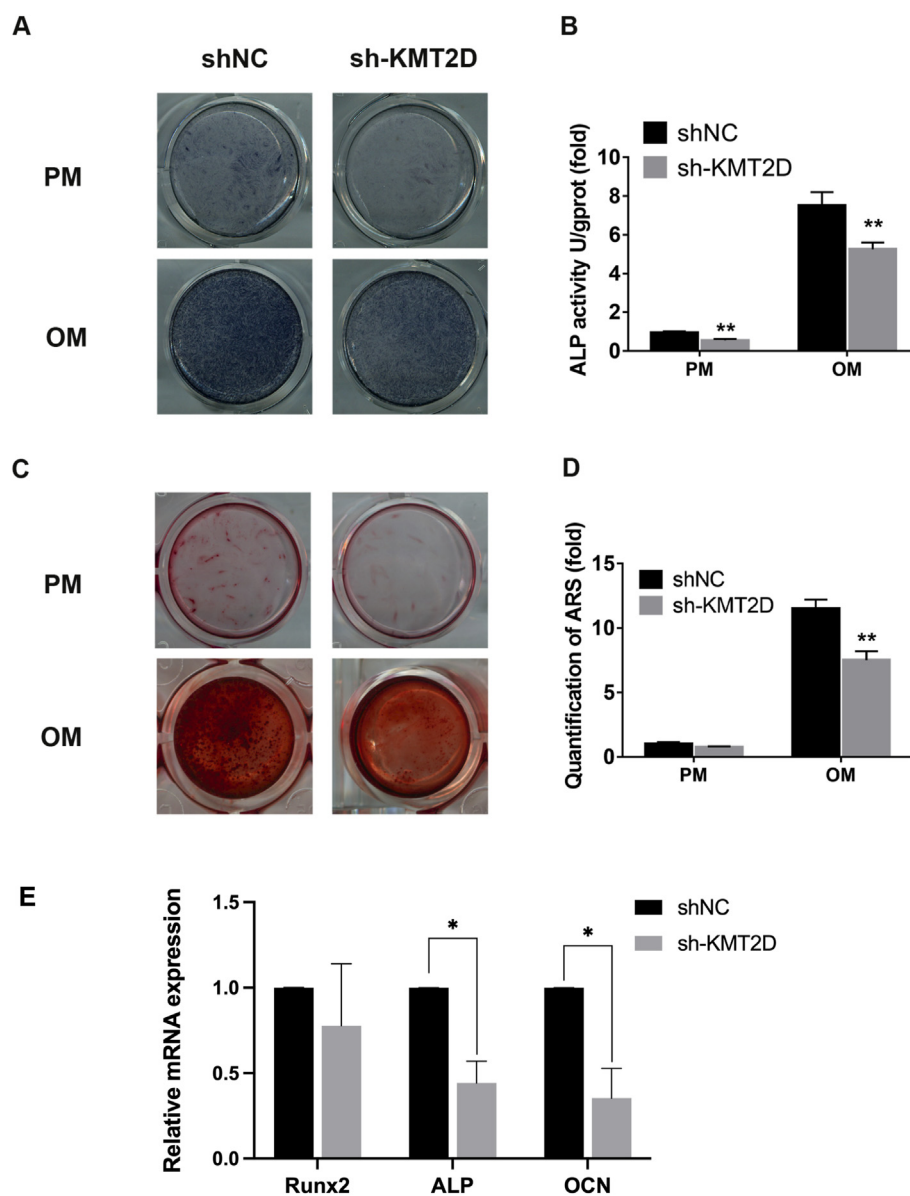 A
shNC
sh-KMT2D
PM
OM
B
shNC
sh-KMT2D
ALP activity U/gprot (fold)
8
6
4
2
0
**
**
PM
OM
C
PM
OM
D
shNC
sh-KMT2D
Quantification of ARS (fold)
15
10
5
0
**
PM
OM
E
shNC
sh-KMT2D
Relative mRNA expression
1.5
1.0
0.5
0.0
*
*
Runx2
ALP
OCN